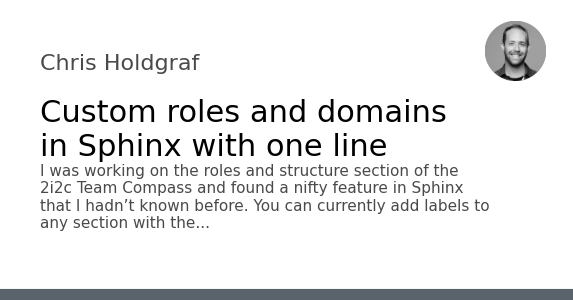 Chris Holdgraf
Custom roles and domains
in Sphinx with one line
I was working on the roles and structure section of the
2i2c Team Compass and found a nifty feature in Sphinx
that I hadn’t known before. You can currently add labels to
any section with the...